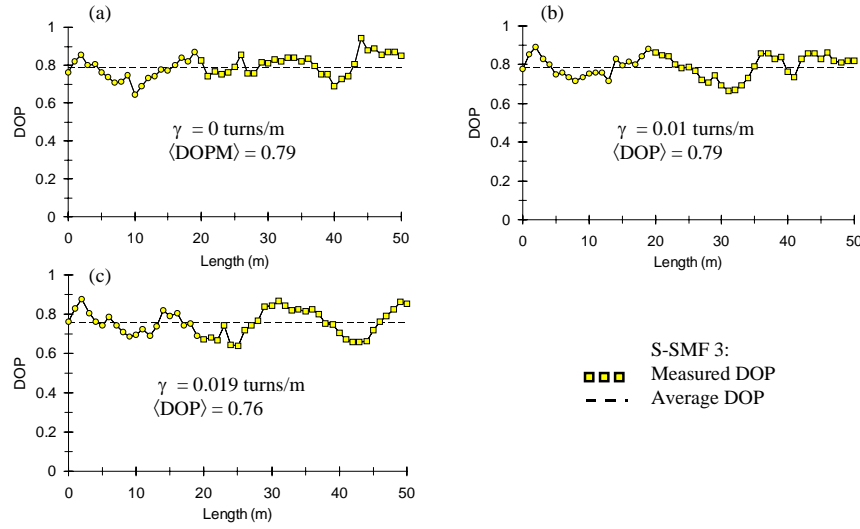 (a)
1
0.8
0.6
0.4
0.2
0
DOP
γ = 0 turns/m
⟨DOPM⟩ = 0.79
0 10 20 30 40 50
Length (m)
(b)
1
0.8
0.6
0.4
0.2
0
DOP
γ = 0.01 turns/m
⟨DOP⟩ = 0.79
0 10 20 30 40 50
Length (m)
(c)
1
0.8
0.6
0.4
0.2
0
DOP
γ = 0.019 turns/m
⟨DOP⟩ = 0.76
0 10 20 30 40 50
Length (m)
S-SMF 3:
Measured DOP
Average DOP